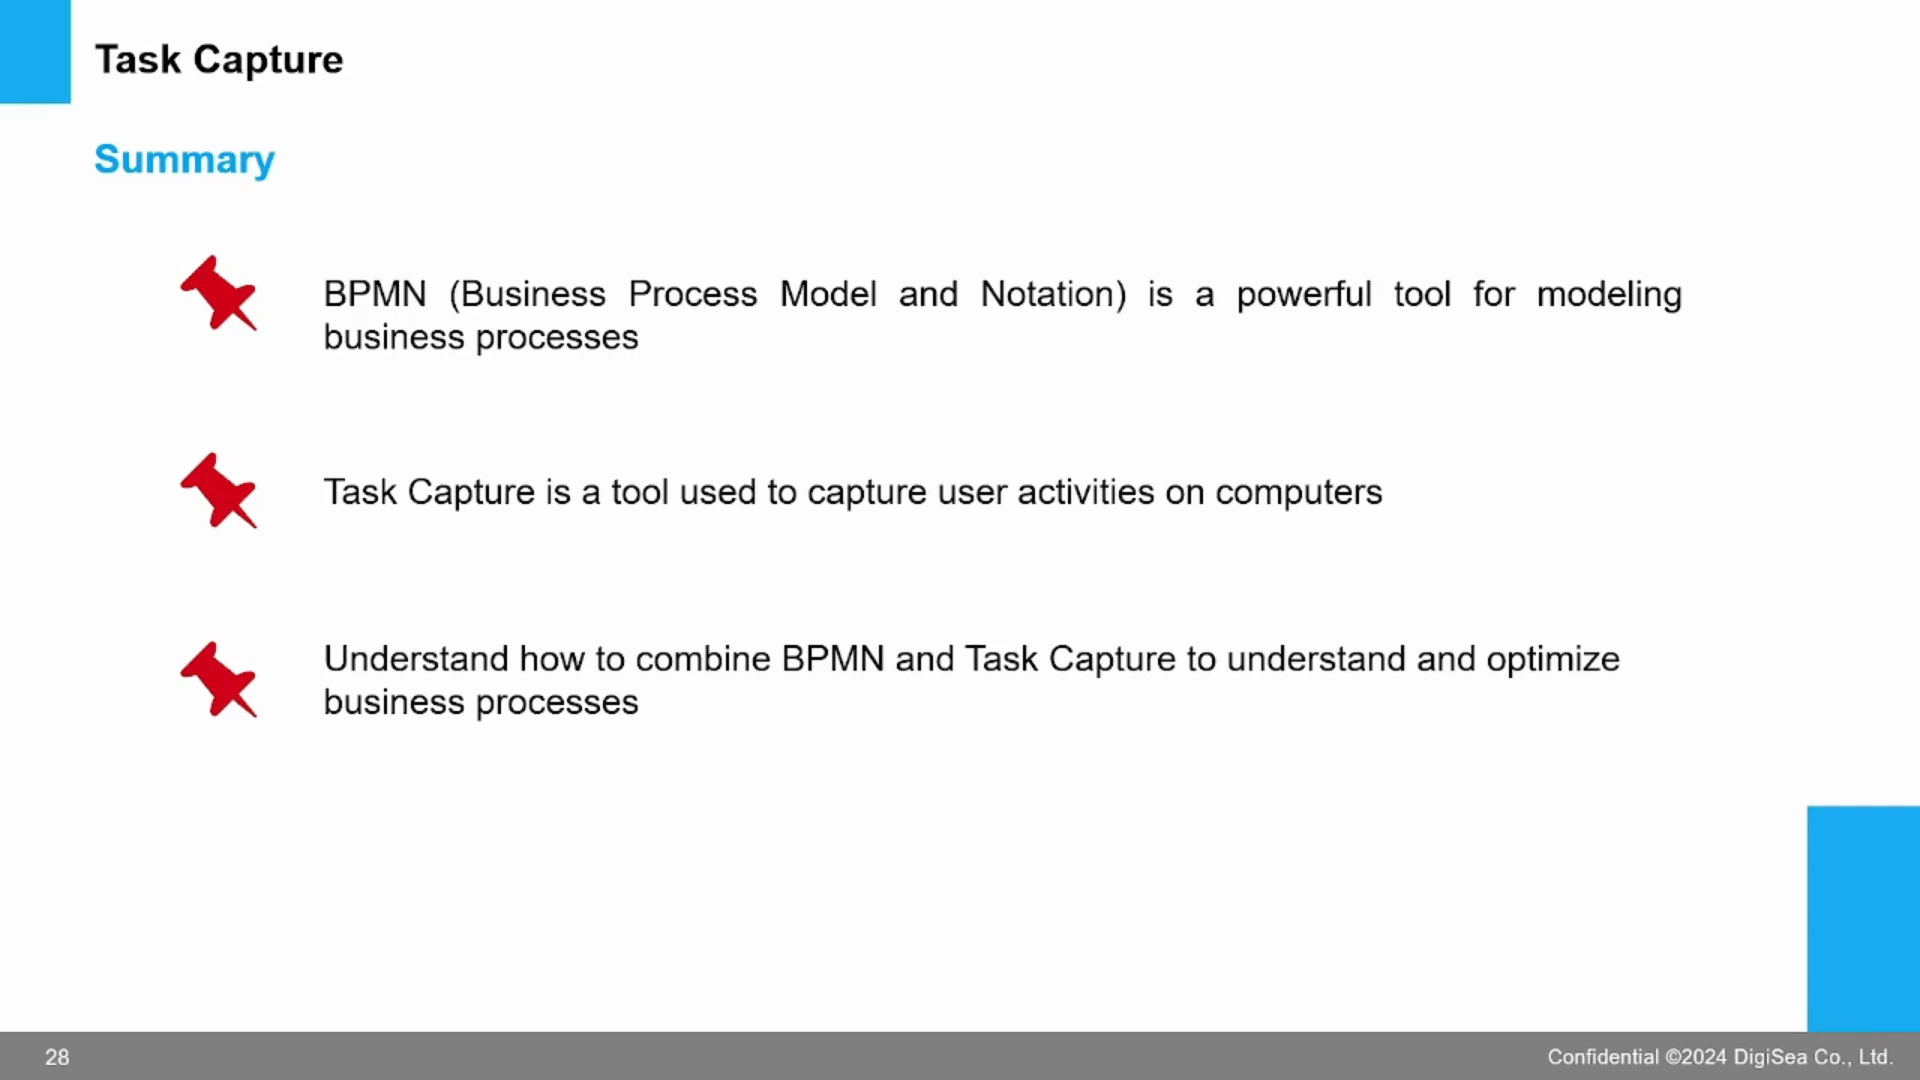 Task Capture
Summary
BPMN (Business Process Model and Notation) is a powerful tool for modeling
business processes
Task Capture is a tool used to capture user activities on computers
Understand how to combine BPMN and Task Capture to understand and optimize
business processes
28
Confidential ©2024 DigiSea Co., Ltd.